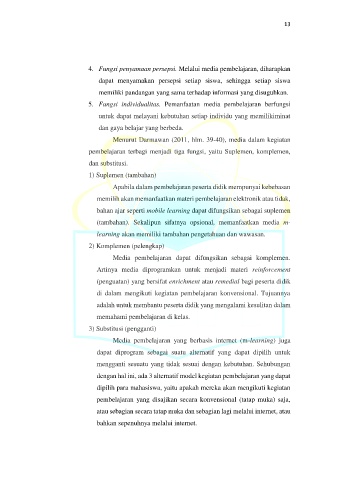 13
4. Fungsi penyamaan persepsi. Melalui media pembelajaran, diharapkan
dapat menyamakan persepsi setiap siswa, sehingga setiap siswa
memiliki pandangan yang sama terhadap informasi yang disuguhkan.
5. Fungsi individualitas. Pemanfaatan media pembelajaran berfungsi
untuk dapat melayani kebutuhan setiap individu yang memilikiminat
dan gaya belajar yang berbeda.
Menurut Darmawan (2011, hlm. 39-40), media dalam kegiatan
pembelajaran terbagi menjadi tiga fungsi, yaitu Suplemen, komplemen,
dan substitusi.
1) Suplemen (tambahan)
Apabila dalam pembelajaran peserta didik mempunyai kebebasan
memilih akan memanfaatkan materi pembelajaran elektronik atau tidak,
bahan ajar seperti mobile learning dapat difungsikan sebagai suplemen
(tambahan). Sekalipun sifatnya opsional, memanfaatkan media m-
learning akan memiliki tambahan pengetahuan dan wawasan.
2) Komplemen (pelengkap)
Media pembelajaran dapat difungsikan sebagai komplemen.
Artinya media diprogramkan untuk menjadi materi reinforcement
(penguatan) yang bersifat enrichment atau remedial bagi peserta didik
di dalam mengikuti kegiatan pembelajaran konvensional. Tujuannya
adalah untuk membantu peserta didik yang mengalami kesulitan dalam
memahami pembelajaran di kelas.
3) Substitusi (pengganti)
Media pembelajaran yang berbasis internet (m-learning) juga
dapat diprogram sebagai suatu alternatif yang dapat dipilih untuk
mengganti sesuatu yang tidak sesuai dengan kebutuhan. Sehubungan
dengan hal ini, ada 3 alternatif model kegiatan pembelajaran yang dapat
dipilih para mahasiswa, yaitu apakah mereka akan mengikuti kegiatan
pembelajaran yang disajikan secara konvensional (tatap muka) saja,
atau sebagian secara tatap muka dan sebagian lagi melalui internet, atau
bahkan sepenuhnya melalui internet.